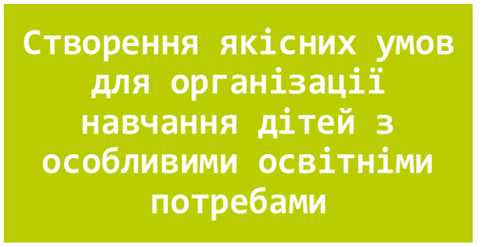 Створення якісних умов
для організації
навчання дітей з
особливими освітніми
потребами